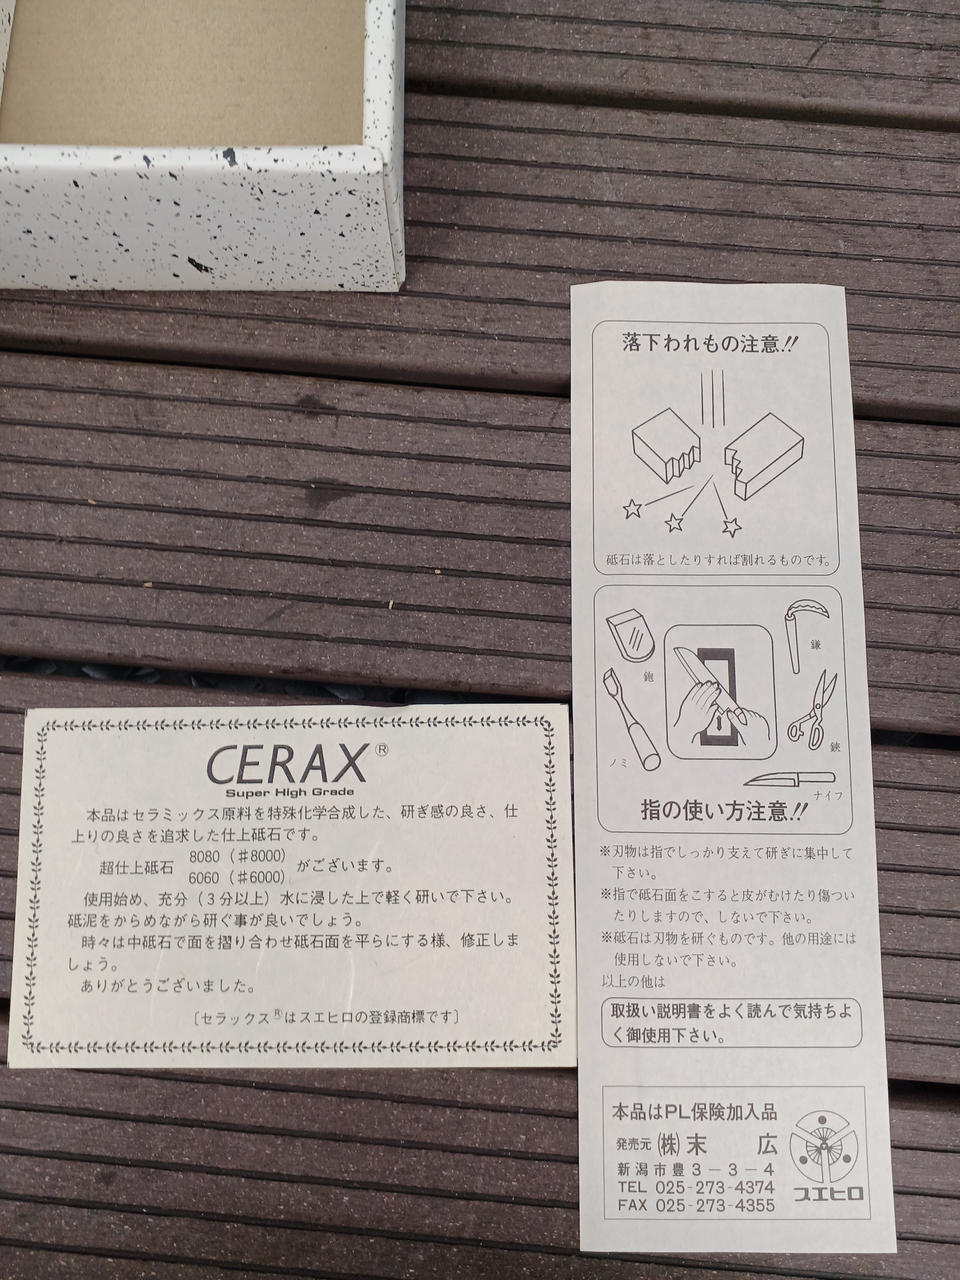 CERAX®
Super High Grade
本品はセラミックス原料を特殊化学合成した、研ぎ感の良さ、仕
上りの良さを追求した仕上砥石です。
超仕上砥石 8080（♯8000） がございます。
6060（♯6000）
使用始め、充分（３分以上）水に浸した上で軽く研いで下さい。
砥泥をからめながら研ぐ事が良いでしょう。
時々は中砥石で面を摺り合わせ砥石面を平らにする様、修正しま
しょう。
ありがとうございました。
〔セラックス®はスエヒロの登録商標です〕
落下われもの注意!!
砥石は落としたりすれば割れるものです。
鎌
鉋
ノミ
鋏
ナイフ
指の使い方注意!!
※刃物は指でしっかり支えて研ぎに集中して
下さい。
※指で砥石面をこすると皮がむけたり傷つい
たりしますので、しないで下さい。
※砥石は刃物を研ぐものです。他の用途には
使用しないで下さい。
以上の他は
取扱い説明書をよく読んで気持ちよ
く御使用下さい。
本品はPL保険加入品
発売元 ㈱末 広
新潟市豊３−３−４
TEL 025-273-4374
FAX 025-273-4355
スエヒロ